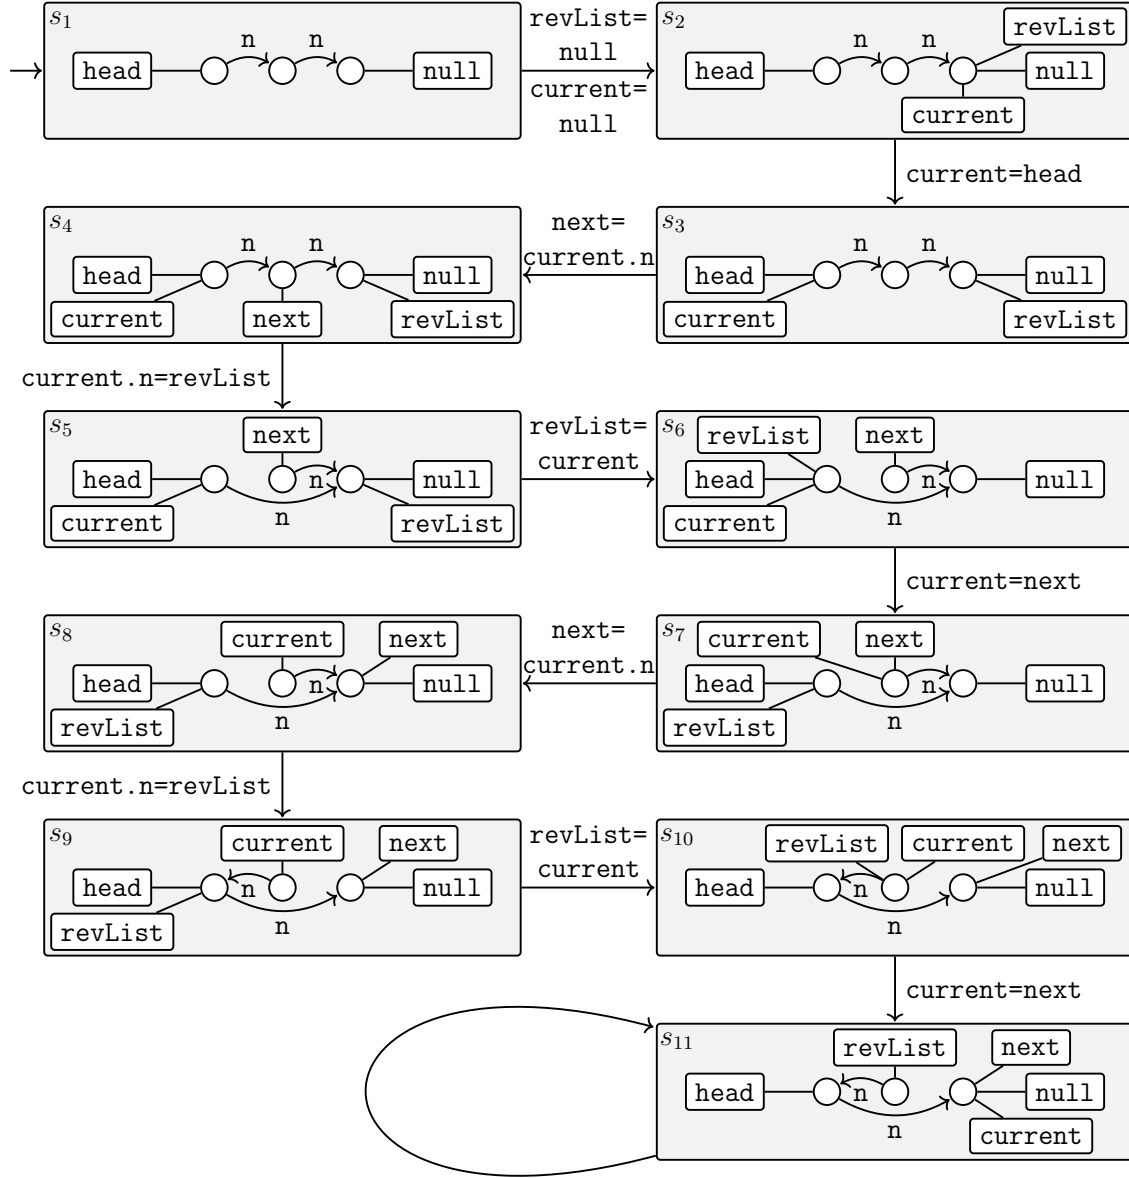 s1
n n
head
null
revList=
null
current=
null
s2
revList
n n
head
null
current
current=head
s4
n n
head
null
current
next
revList
next=
current.n
s3
n n
head
null
current
revList
current.n=revList
s5
next
head
n
null
current
n
revList
revList=
current
s6
revList
next
head
n
null
current
n
current=next
s8
current
next
head
n
null
revList
n
next=
current.n
s7
current
next
head
n
null
revList
n
current.n=revList
s9
current
next
head
n
null
revList
n
revList=
current
s10
revList
current
next
head
n
null
n
current=next
s11
revList
next
head
n
null
n
current